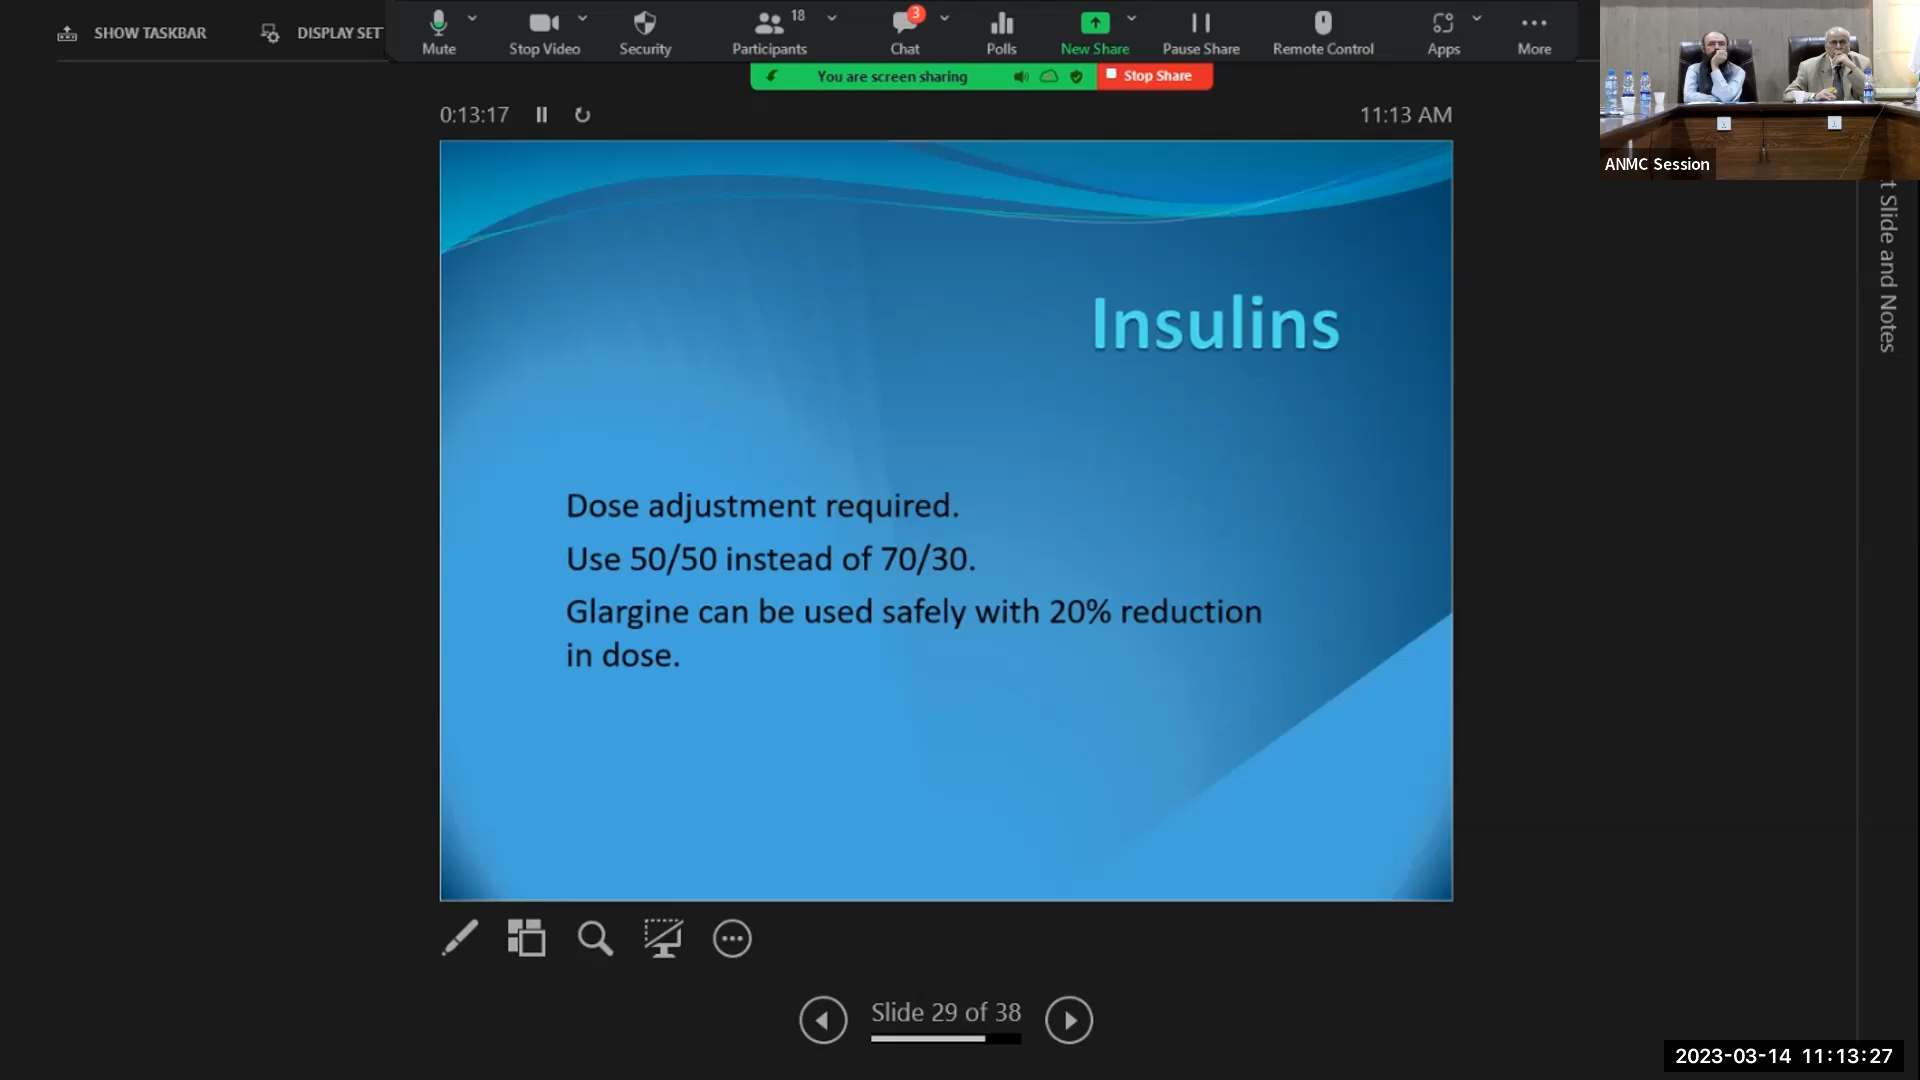 SHOW TASKBAR
DISPLAY SET
Mute
Stop Video
Security
Participants
18
Chat
3
Polls
New Share
Pause Share
Remote Control
Apps
More
You are screen sharing
Stop Share
0:13:17
11:13 AM
ANMC Session
t Slide and Notes
Insulins
Dose adjustment required.
Use 50/50 instead of 70/30.
Glargine can be used safely with 20% reduction
in dose.
Slide 29 of 38
2023-03-14 11:13:27